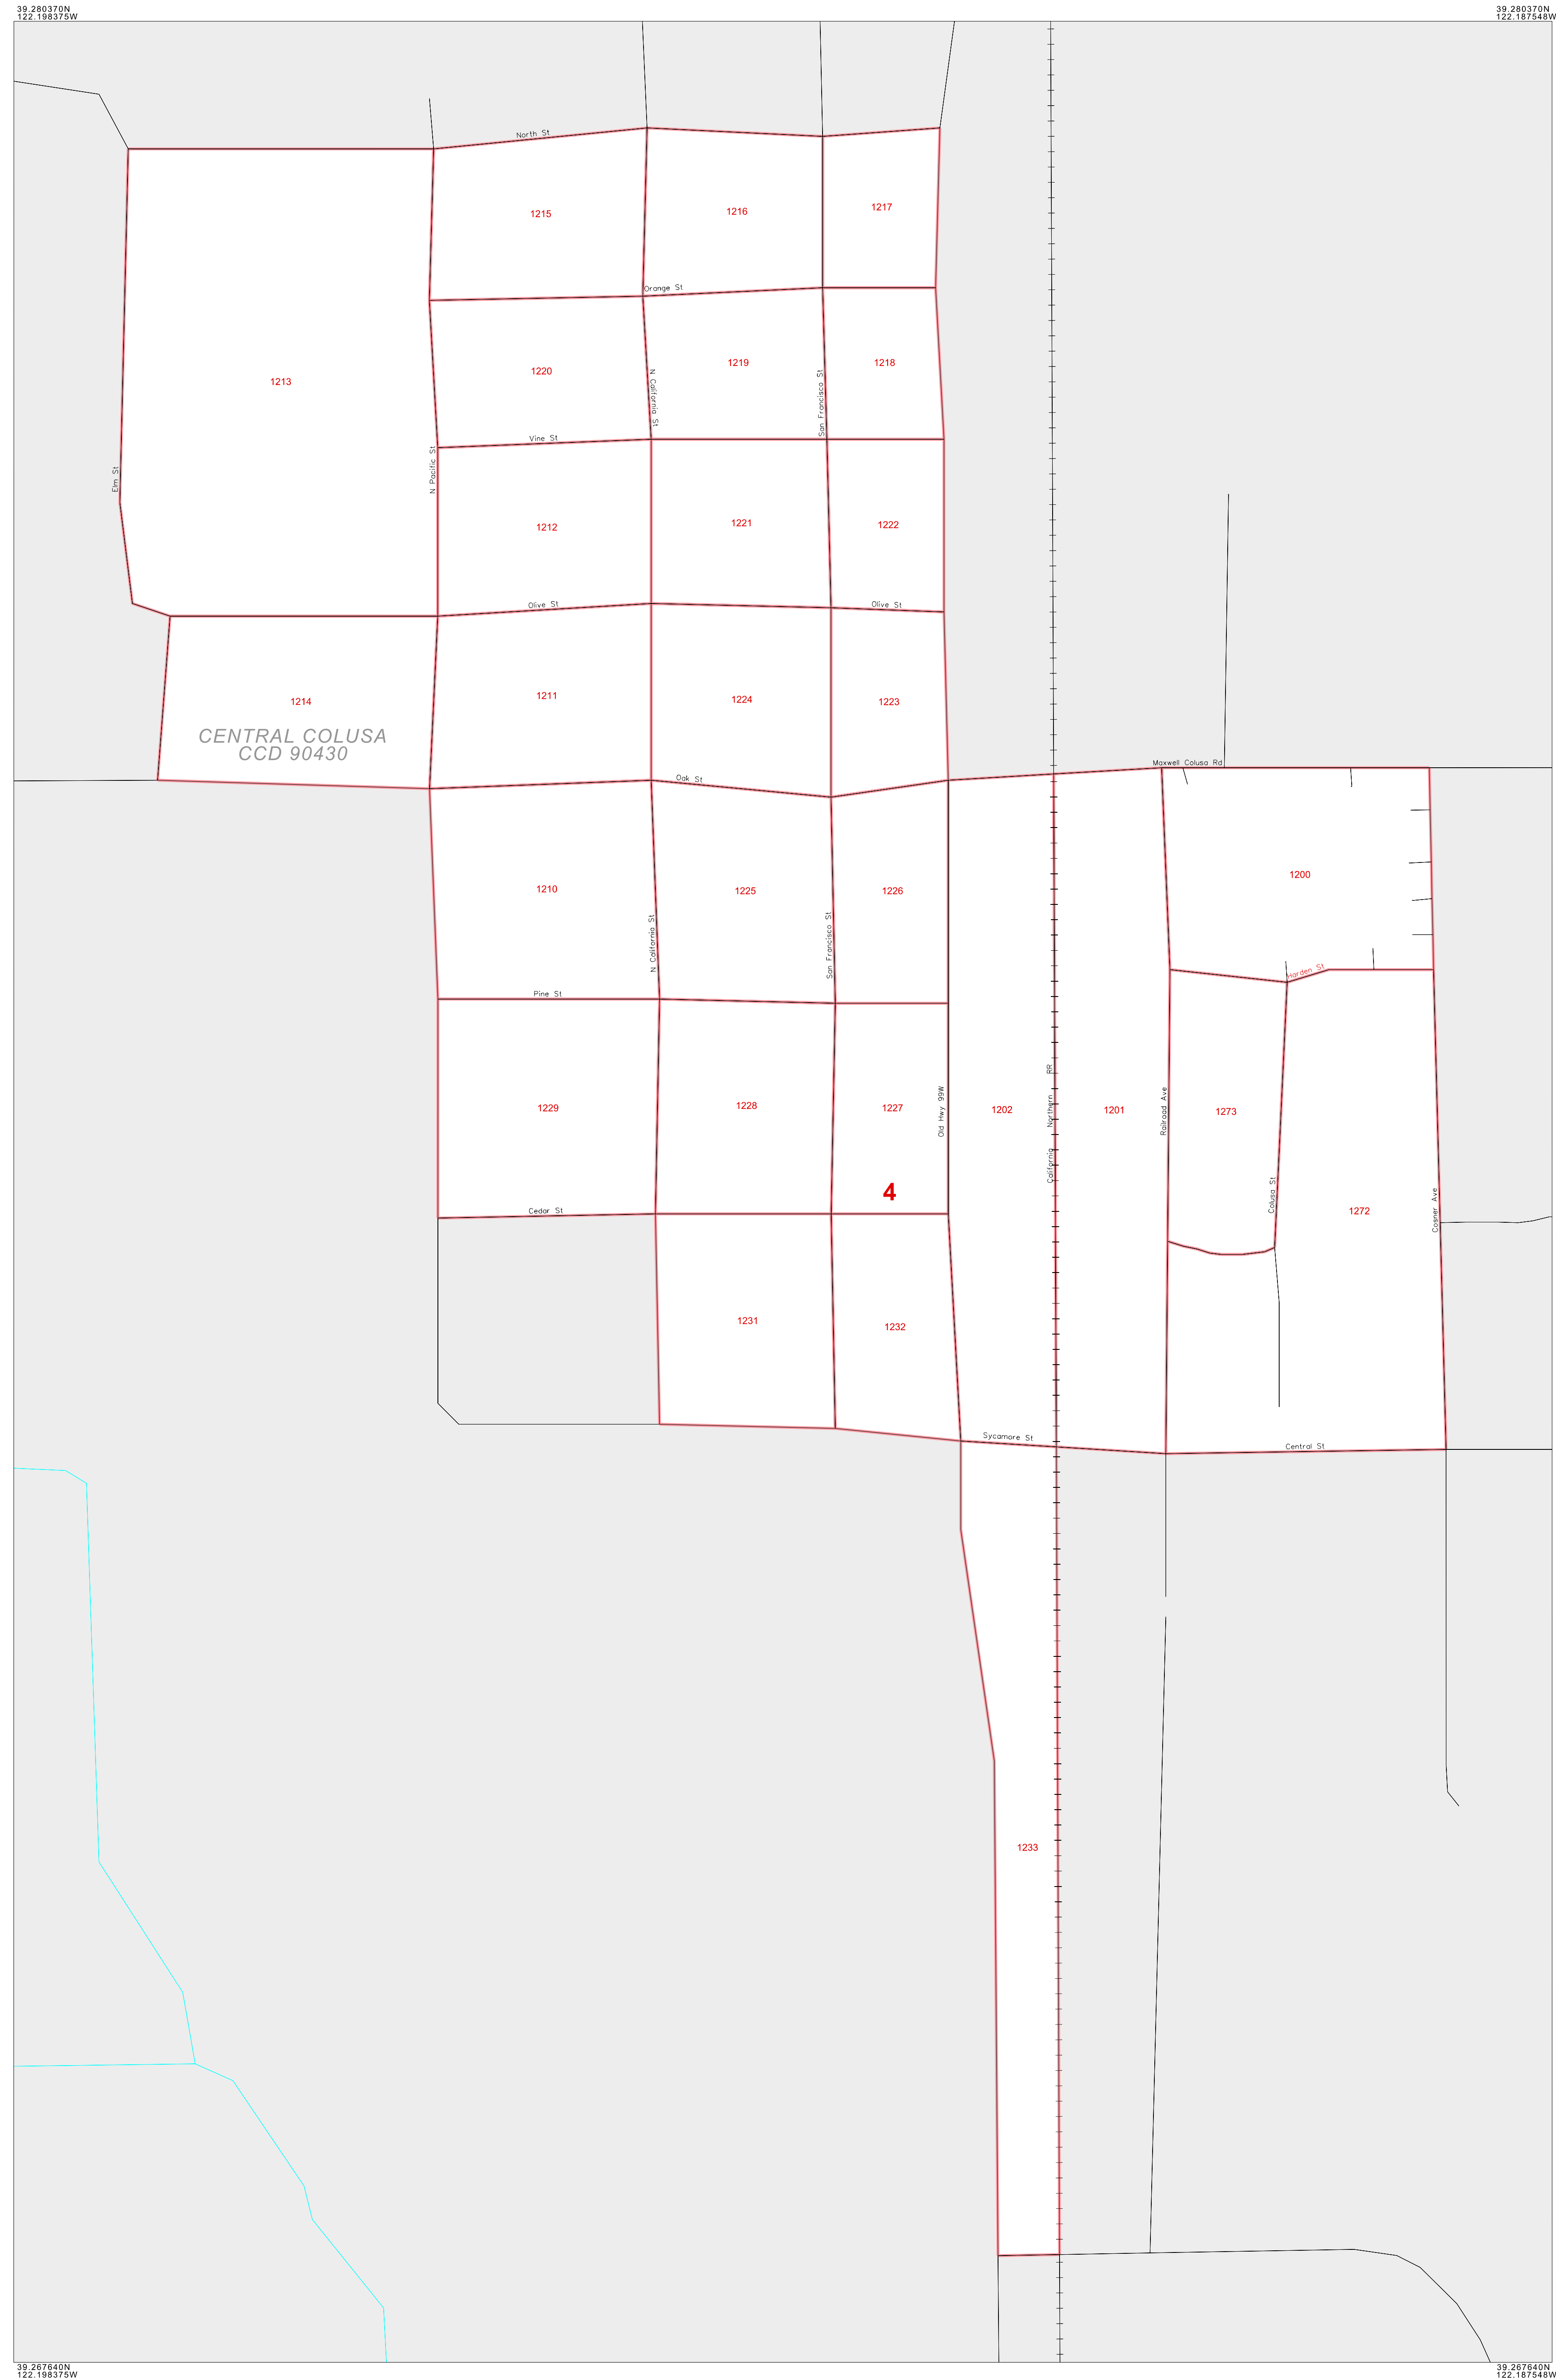 39.280370N
122.198375W
39.280370N
122.187548W
North St
1215
1216
1217
Orange St
1213
1220
1219
1218
N California St
San Francisco St
Vine St
Elm St
N Pacific St
1212
1221
1222
Olive St
Olive St
1214
1211
1224
1223
CENTRAL COLUSA
CCD 90430
Oak St
Maxwell Colusa Rd
1210
1225
1226
1200
N California St
San Francisco St
Harden St
Pine St
1229
1228
1227
Old Hwy 99W
1202
California Northern RR
1201
Railroad Ave
1273
4
Colusa St
1272
Cosner Ave
Cedar St
1231
1232
Sycamore St
Central St
1233
39.267640N
122.198375W
39.267640N
122.187548W